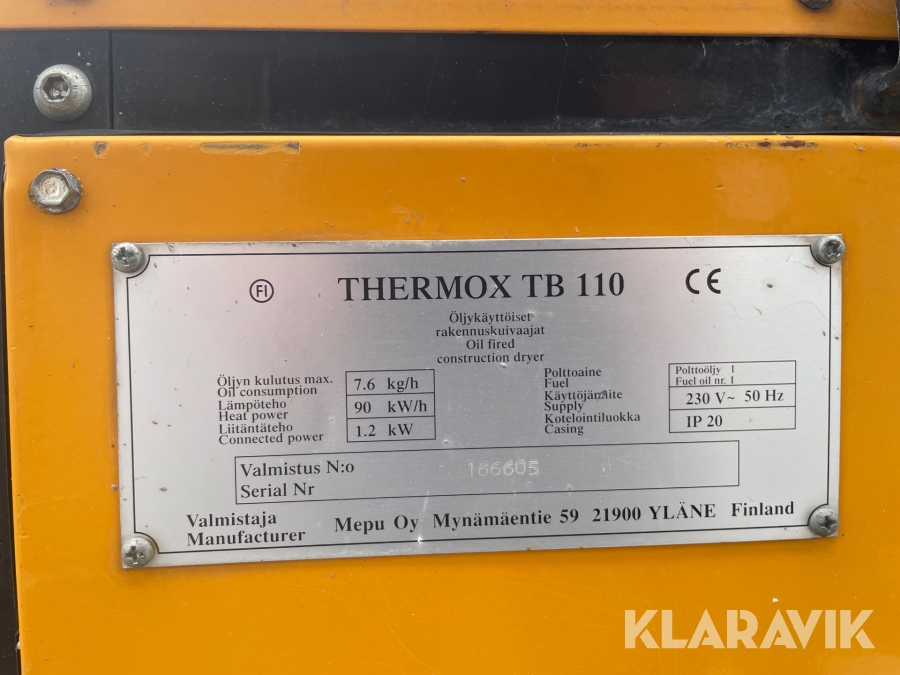 FI THERMOX TB 110 CE
Öljykäyttöiset
rakennuskuivaajat
Oil fired
construction dryer
Öljyn kulutus max. 7.6 kg/h
Oil consumption
Lämpöteho 90 kW/h
Heat power
Liitäntäteho 1.2 kW
Connected power
Polttoaine Polttoöljy 1
Fuel Fuel oil nr. 1
Käyttöjännite 230 V~ 50 Hz
Supply
Kotelointiluokka IP 20
Casing
Valmistus N:o 166605
Serial Nr
Valmistaja Mepu Oy Mynämäentie 59 21900 YLÄNE Finland
Manufacturer
KLARAVIK